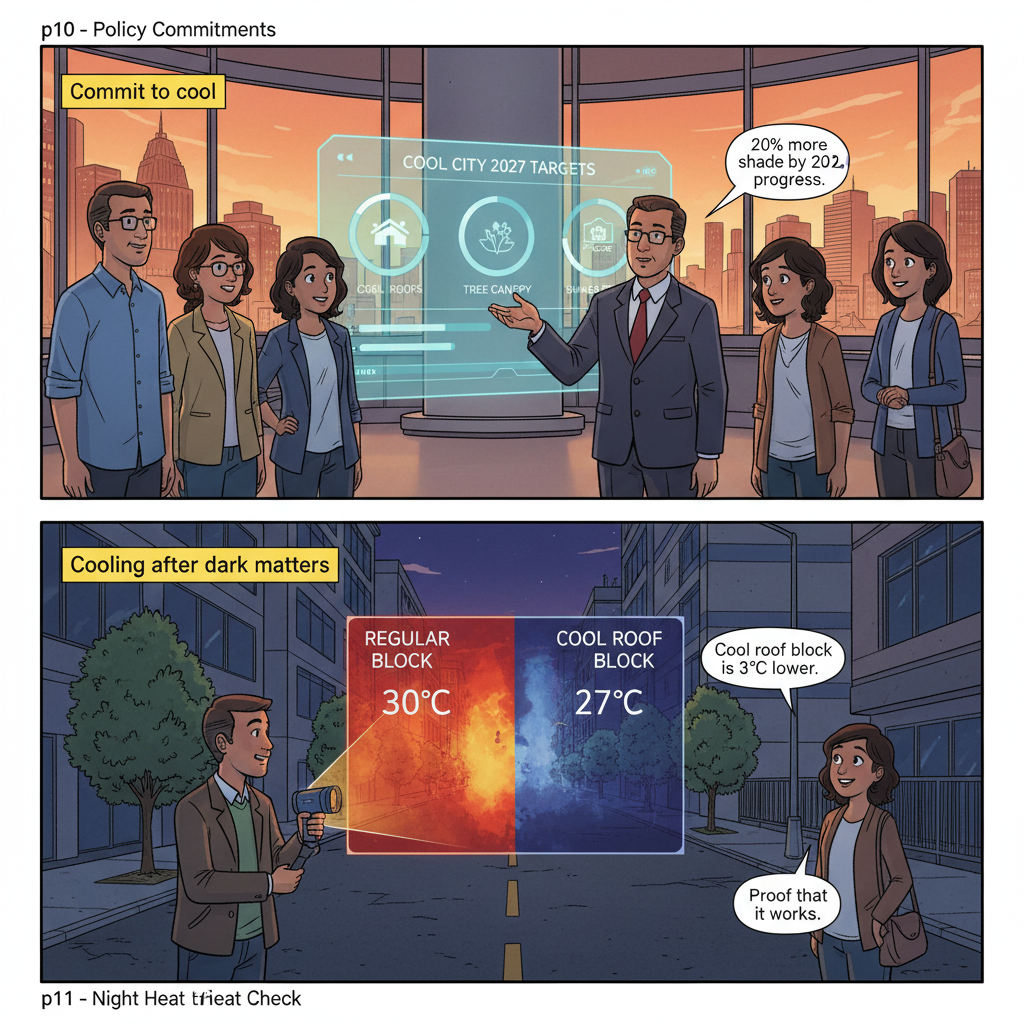 p10 - Policy Commitments
Commit to cool
20% more
shade by
progress.
COOL CITY 2027 TARGETS
ROOFS
TREE CANOPY
Cooling after dark matters
REGULAR
BLOCK
30°C
COOL ROOF
BLOCK
27°C
Cool roof block
is 3°C lower.
Proof that
it works.
p11 - Night Heat Check